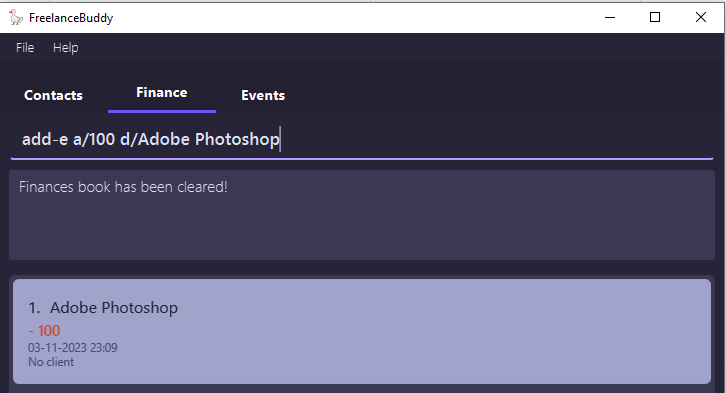 FreelanceBuddy
File Help
Contacts Finance Events
add-e a/100 d/Adobe Photoshop
Finances book has been cleared!
1. Adobe Photoshop
- 100
03-11-2023 23:09
No client